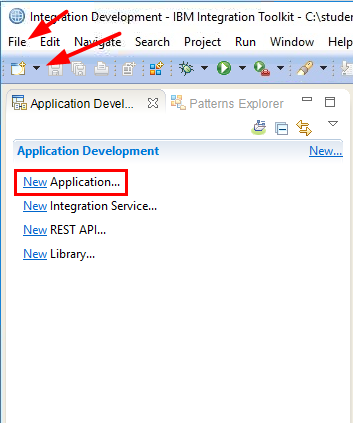 Integration Development - IBM Integration Toolkit - C:\studer
File Edit Navigate Search Project Run Window Help
Application Devel...
Patterns Explorer
Application Development
New...
New Application...
New Integration Service...
New REST API...
New Library...